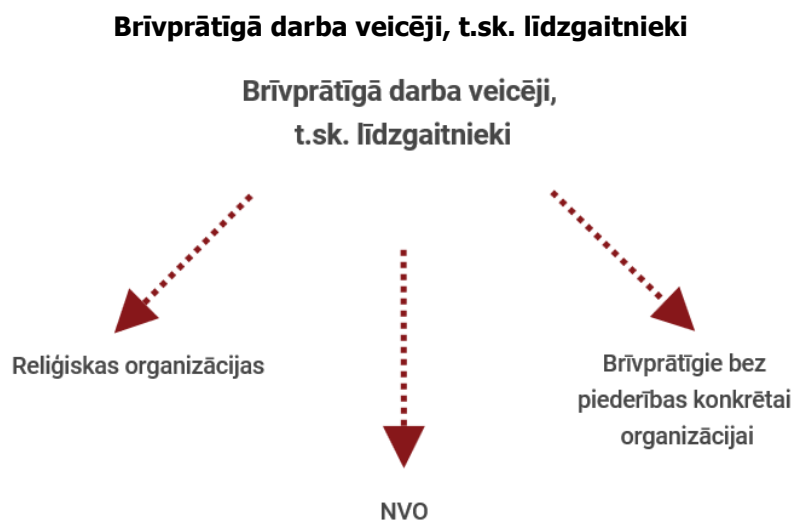 Brīvprātīgā darba veicēji, t.sk. līdzgaitnieki
Brīvprātīgā darba veicēji,
t.sk. līdzgaitnieki
Reliģiskas organizācijas
NVO
Brīvprātīgie bez
piederības konkrētai
organizācijai